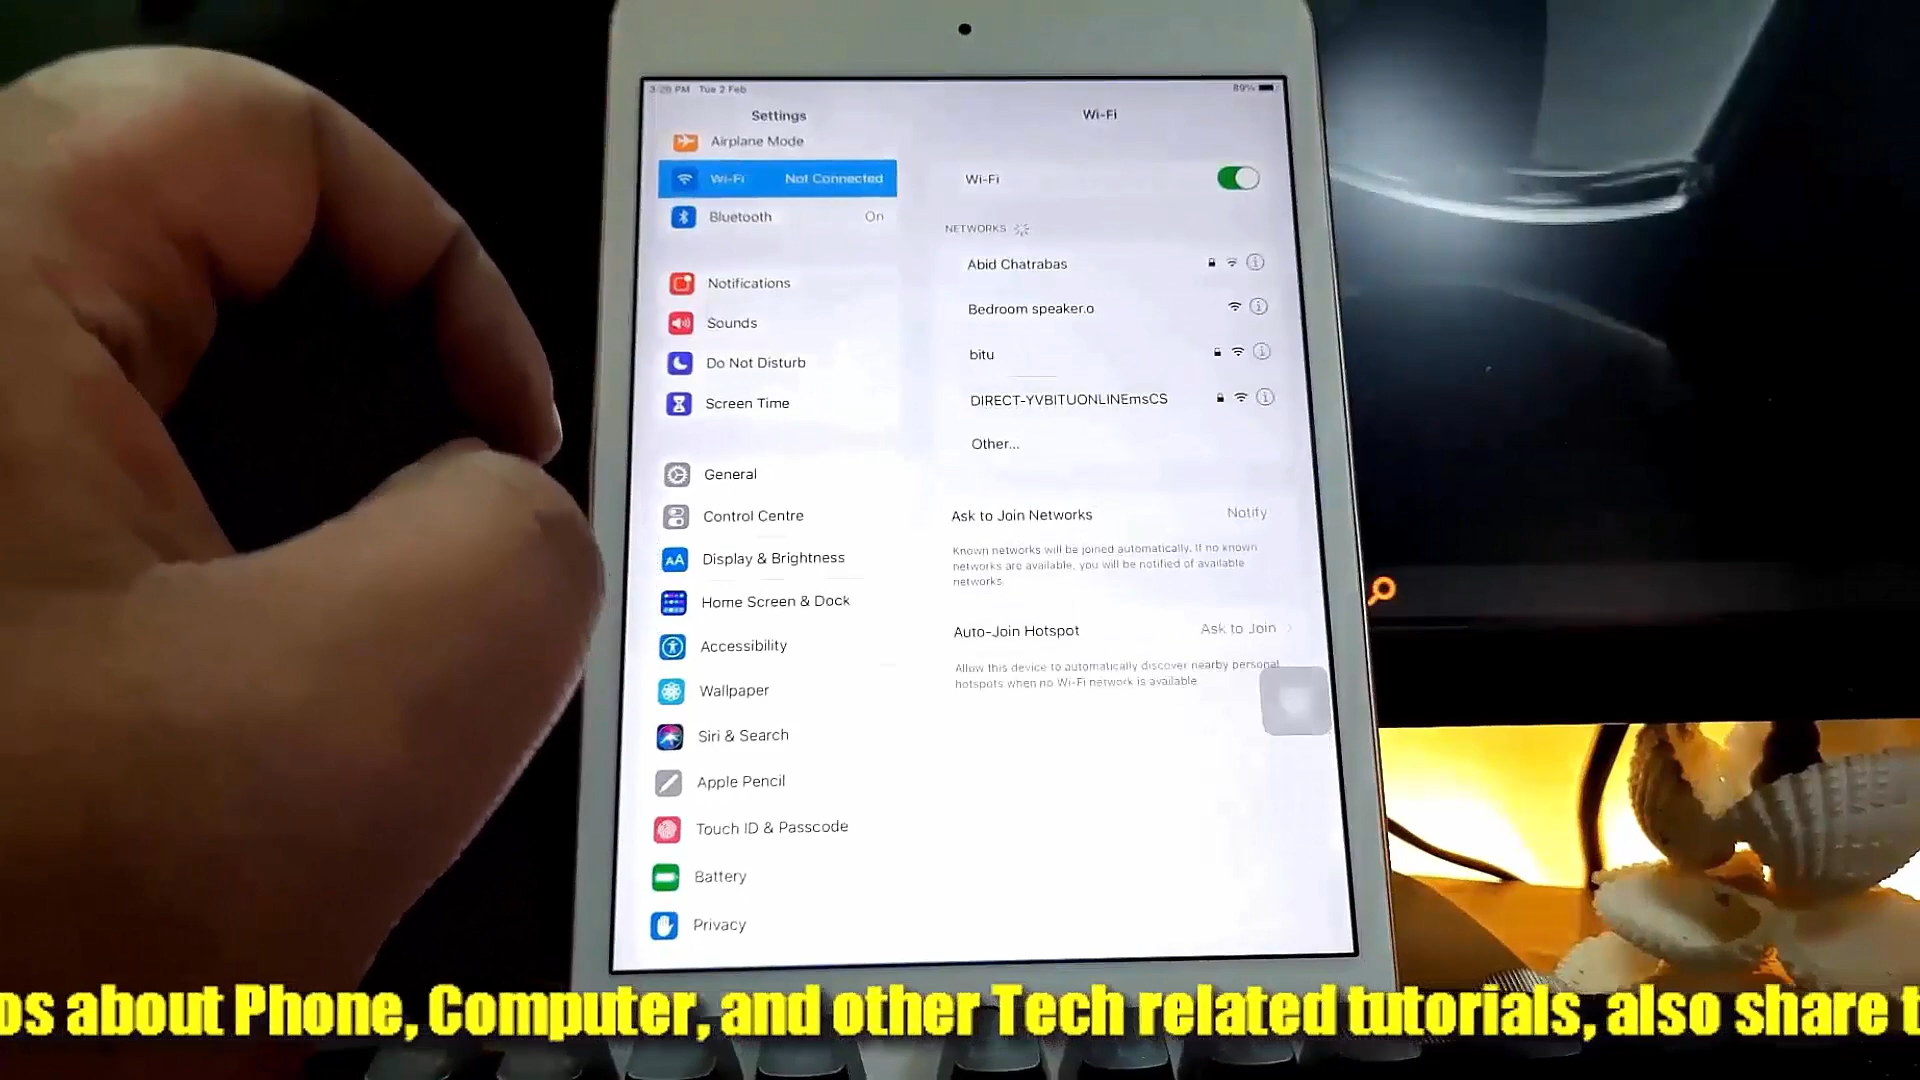 3:20 PM Tue 2 Feb
89%
Settings
Airplane Mode
Wi-Fi Not Connected
Bluetooth On
Notifications
Sounds
Do Not Disturb
Screen Time
General
Control Centre
AA Display & Brightness
Home Screen & Dock
Accessibility
Wallpaper
Siri & Search
Apple Pencil
Touch ID & Passcode
Battery
Privacy
Wi-Fi
Wi-Fi
NETWORKS
Abid Chatrabas
Bedroom speaker.o
bitu
DIRECT-YVBITUONLINEmsCS
Other...
Ask to Join Networks Notify
Known networks will be joined automatically. If no known
networks are available, you will be notified of available
networks.
Auto-Join Hotspot Ask to Join
Allow this device to automatically discover nearby personal
hotspots when no Wi-Fi network is available.
os about Phone, Computer, and other Tech related tutorials, also share t